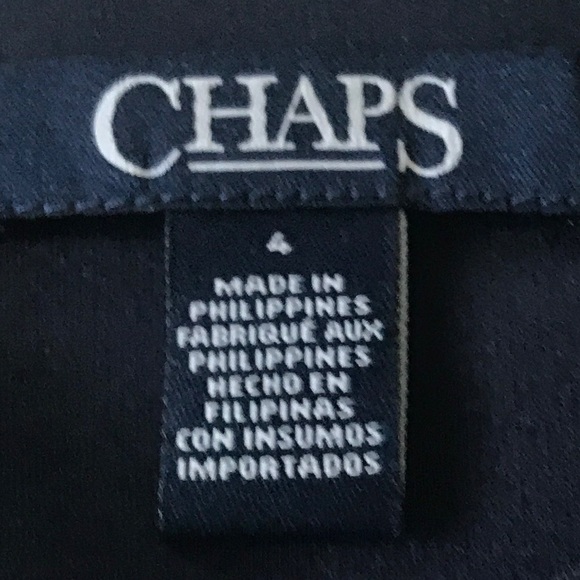 CHAPS
4
MADE IN
PHILIPPINES
FABRIQUÉ AUX
PHILIPPINES
HECHO EN
FILIPINAS
CON INSUMOS
IMPORTADOS